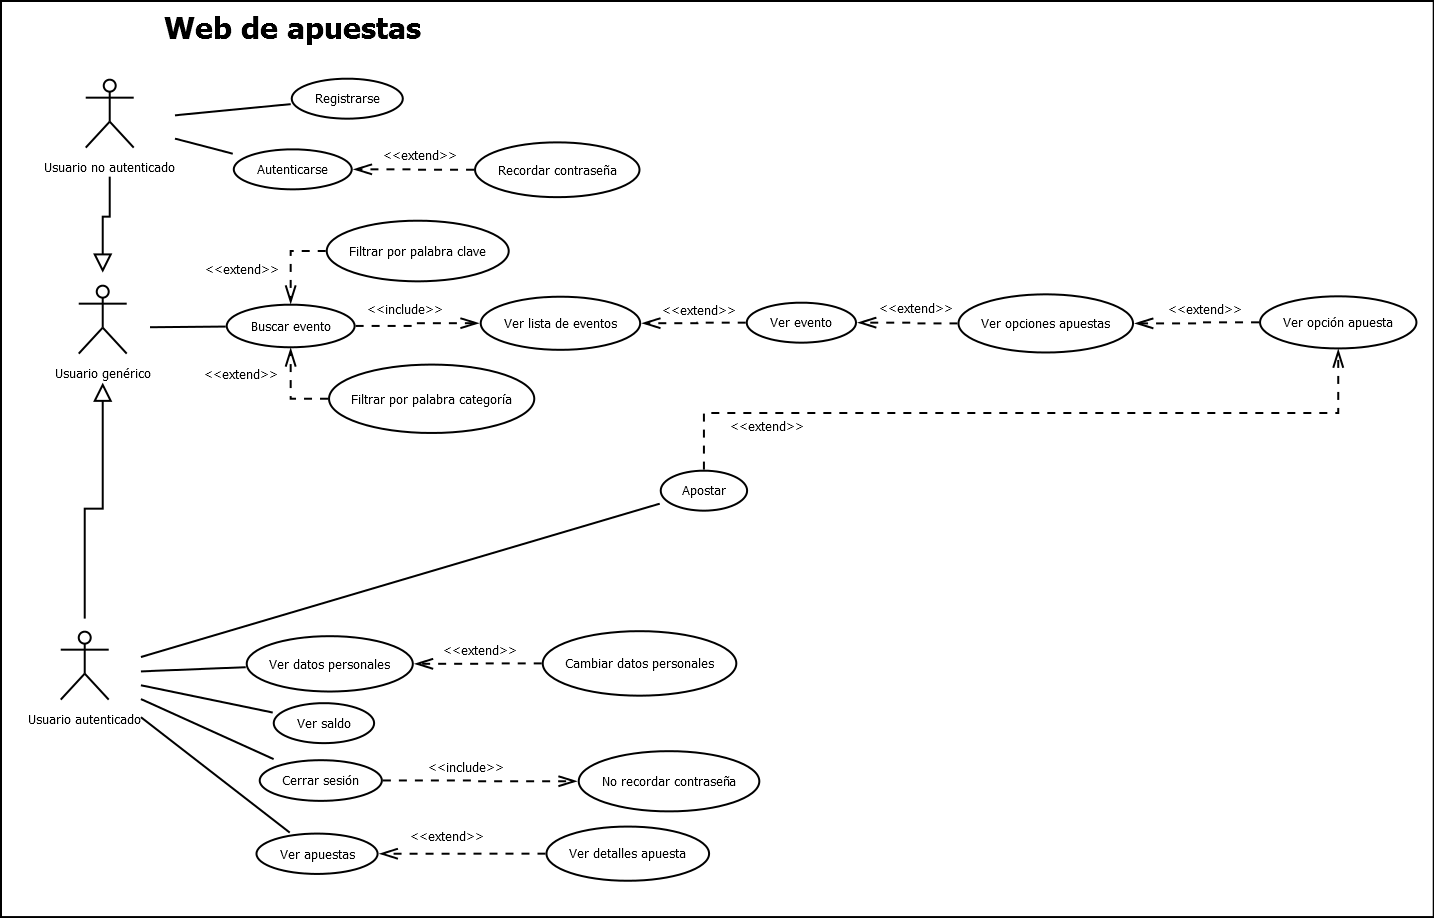 Web de apuestas
Registrarse
Usuario no autenticado
Autenticarse
<<extend>>
Recordar contraseña
Filtrar por palabra clave
<<extend>>
Usuario genérico
Buscar evento
<<include>>
Ver lista de eventos
<<extend>>
Ver evento
<<extend>>
Ver opciones apuestas
<<extend>>
Ver opción apuesta
<<extend>>
Filtrar por palabra categoría
<<extend>>
Apostar
Usuario autenticado
Ver datos personales
<<extend>>
Cambiar datos personales
Ver saldo
Cerrar sesión
<<include>>
No recordar contraseña
Ver apuestas
<<extend>>
Ver detalles apuesta